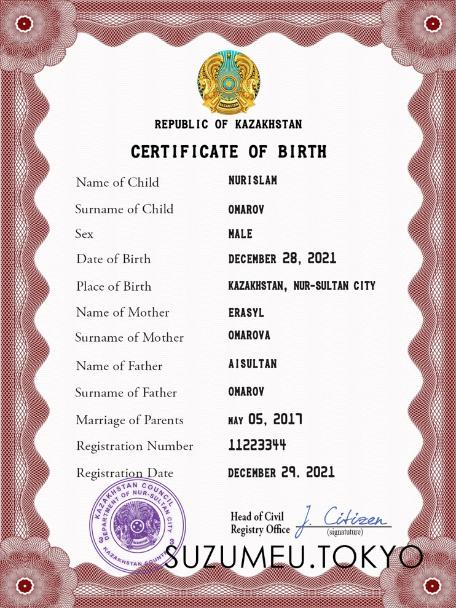 REPUBLIC OF KAZAKHSTAN
CERTIFICATE OF BIRTH
Name of Child NURISLAM
Surname of Child OMAROV
Sex MALE
Date of Birth DECEMBER 28, 2021
Place of Birth KAZAKHSTAN, NUR-SULTAN CITY
Name of Mother ERASYL
Surname of Mother OMAROVA
Name of Father AISULTAN
Surname of Father OMAROV
Marriage of Parents MAY 05, 2017
Registration Number 11223344
Registration Date DECEMBER 29. 2021
KAZAKHSTAN COUNCIL
DEPARTMENT OF NUR-SULTAN CITY
Head of Civil
Registry Office J. Citizen
SUZUMEU.TOKYO